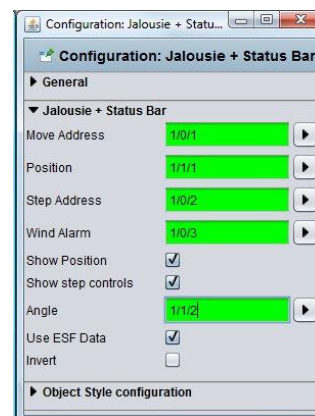 Configuration: Jalousie + Statu...
Configuration: Jalousie + Status Bar
General
Jalousie + Status Bar
Move Address 1/0/1
Position 1/1/1
Step Address 1/0/2
Wind Alarm 1/0/3
Show Position
Show step controls
Angle 1/1/2
Use ESF Data
Invert
Object Style configuration